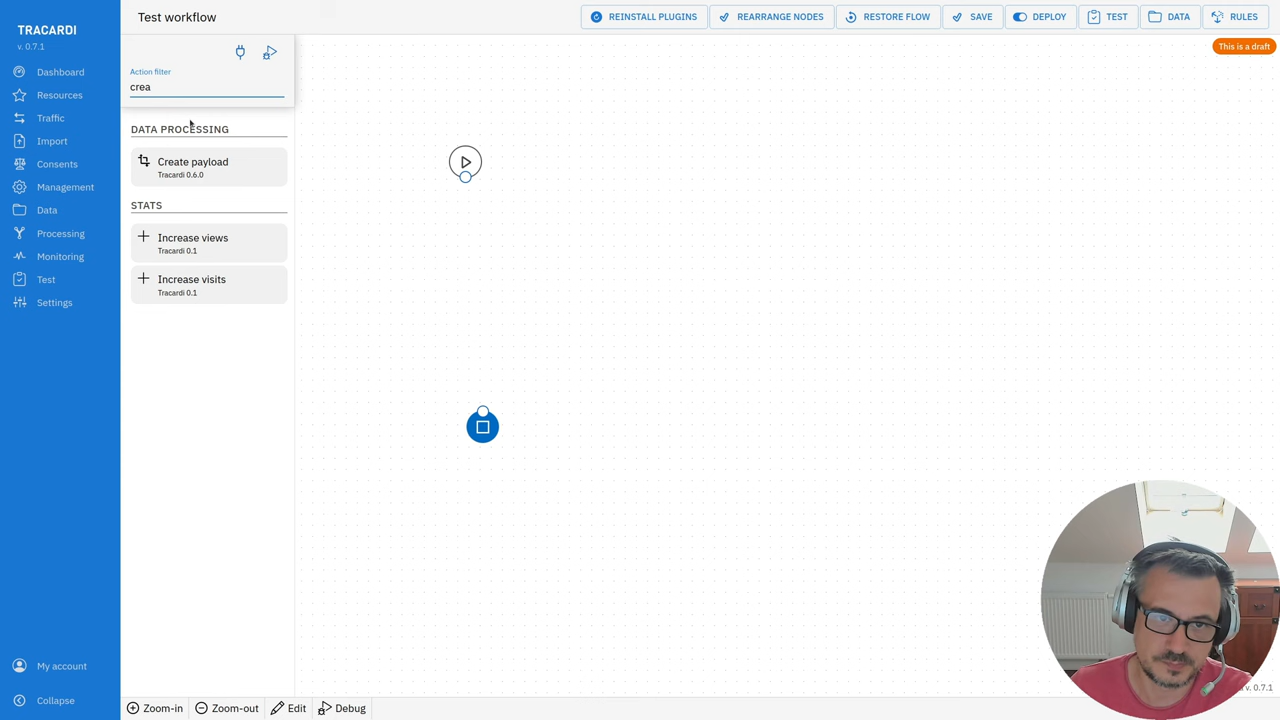 TRACARDI
v. 0.7.1
Dashboard
Resources
Traffic
Import
Consents
Management
Data
Processing
Monitoring
Test
Settings
My account
Collapse
Test workflow
REINSTALL PLUGINS
REARRANGE NODES
RESTORE FLOW
SAVE
DEPLOY
TEST
DATA
RULES
This is a draft
Action filter
crea
DATA PROCESSING
Create payload
Tracardi 0.6.0
STATS
Increase views
Tracardi 0.1
Increase visits
Tracardi 0.1
Zoom-in
Zoom-out
Edit
Debug
v. 0.7.1